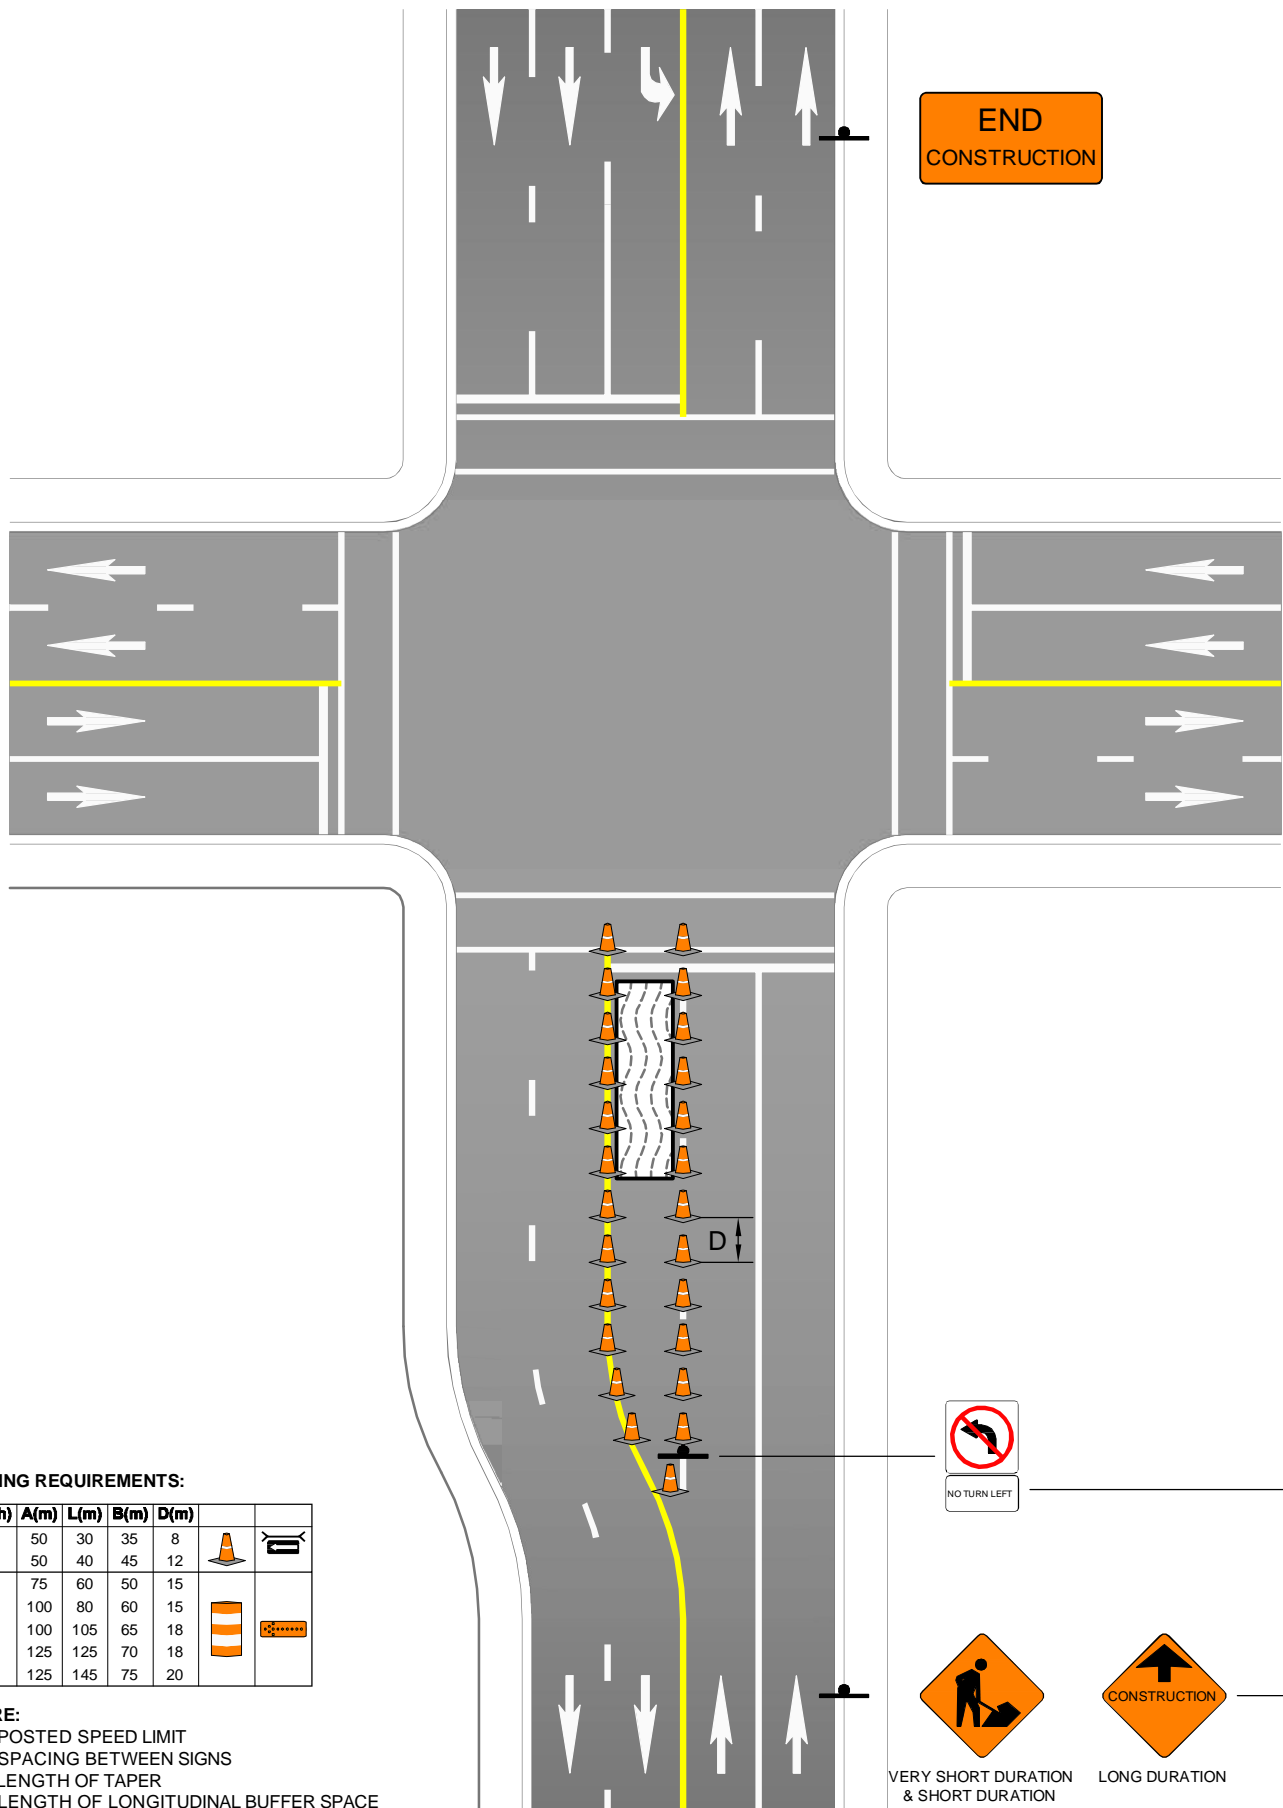 END
CONSTRUCTION
D
NO TURN LEFT
CONSTRUCTION
VERY SHORT DURATION
& SHORT DURATION
LONG DURATION
REQUIREMENTS:
A(m) L(m) B(m) D(m)
50 30 35 8
50 40 45 12
75 60 50 15
100 80 60 15
100 105 65 18
125 125 70 18
125 145 75 20
POSTED SPEED LIMIT
SPACING BETWEEN SIGNS
LENGTH OF TAPER
LENGTH OF LONGITUDINAL BUFFER SPACE